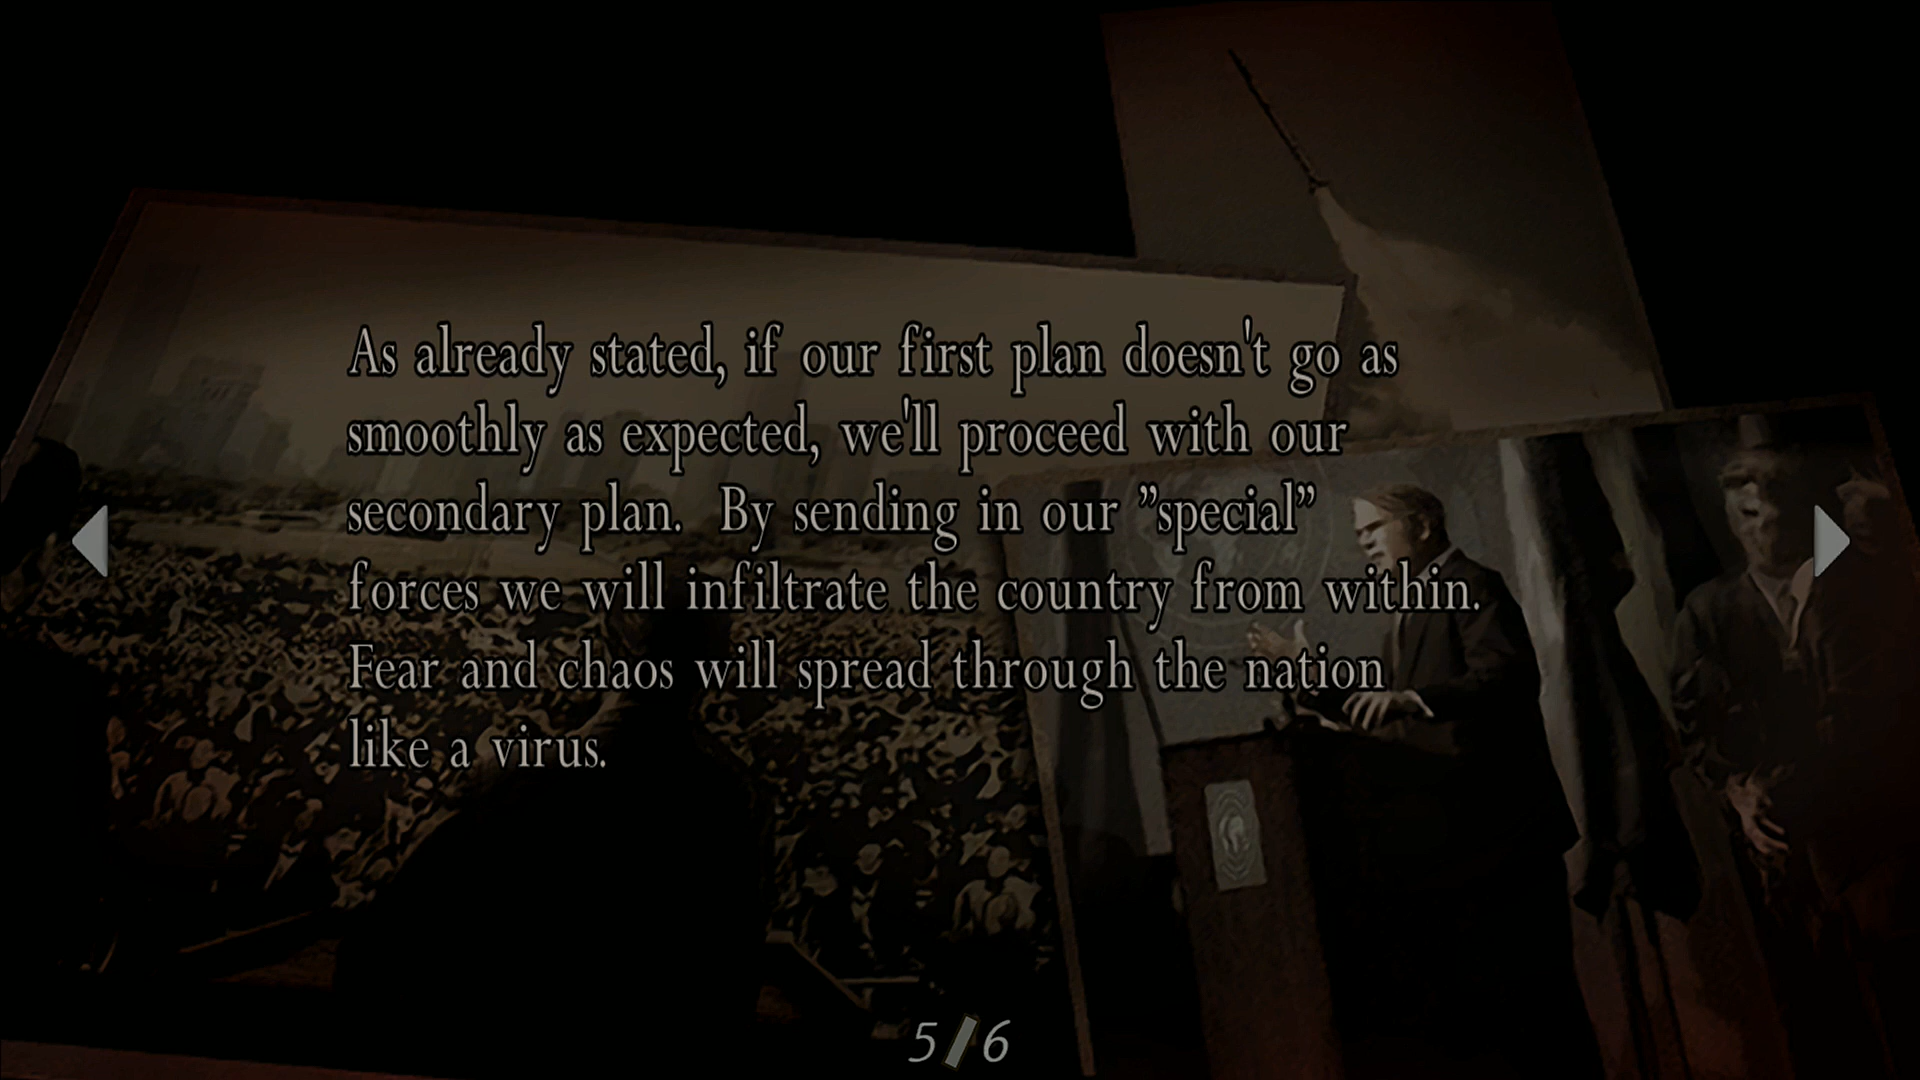 As already stated, if our first plan doesn't go as
smoothly as expected, we'll proceed with our
secondary plan.  By sending in our ”special”
forces we will infiltrate the country from within.
Fear and chaos will spread through the nation
like a virus.
5/6